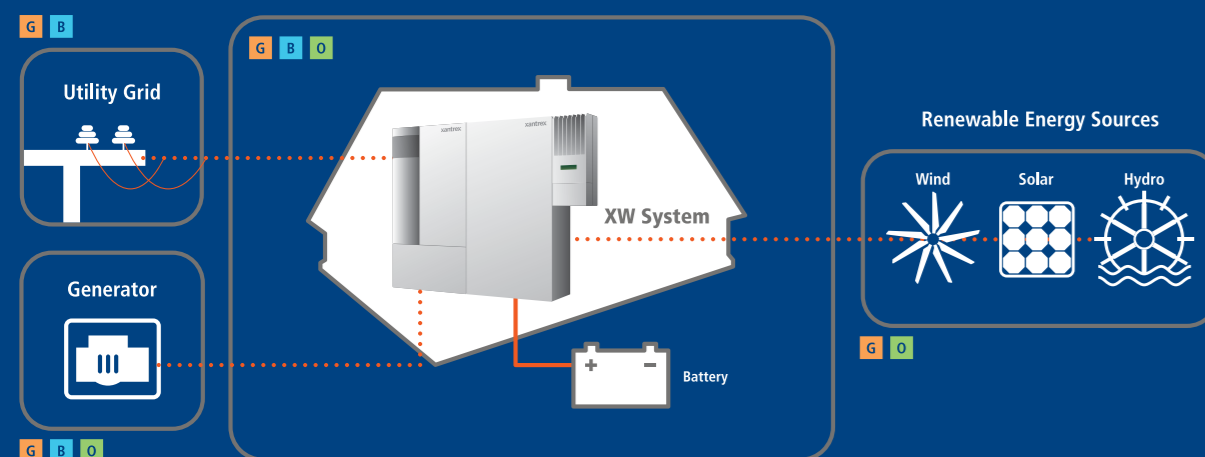 G B
Utility Grid
G B O
xantrex
xantrex
XW System
Renewable Energy Sources
Wind
Solar
Hydro
G O
Generator
G B O
+ −
Battery